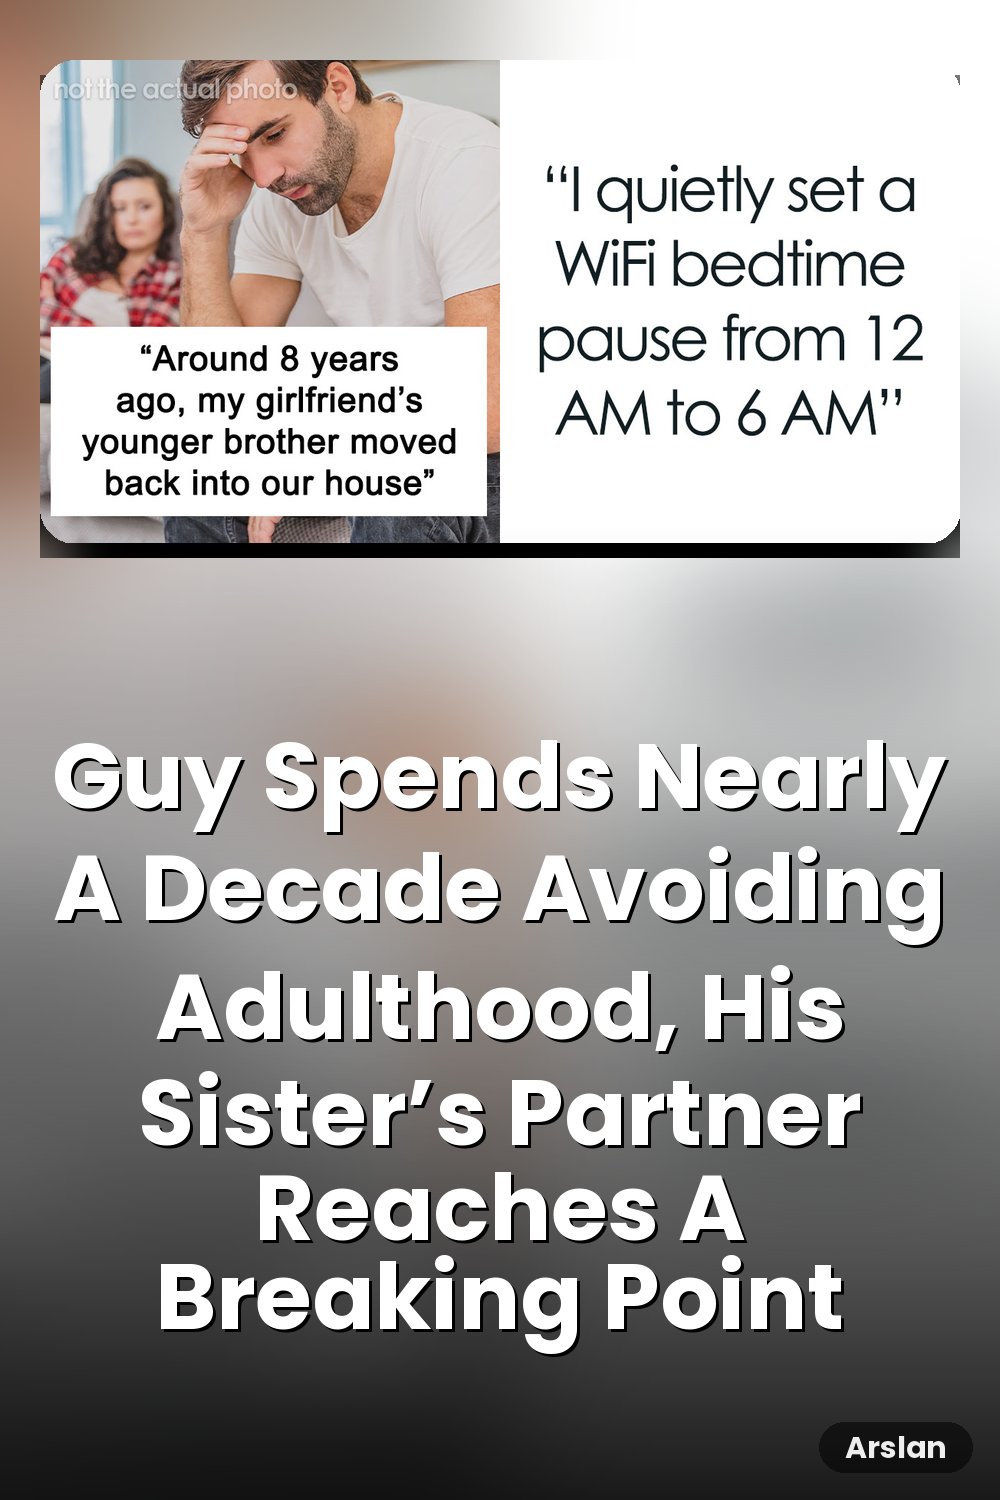 not the actual photo
“Around 8 years
ago, my girlfriend’s
younger brother moved
back into our house”
“I quietly set a
WiFi bedtime
pause from 12
AM to 6 AM”
Guy Spends Nearly
A Decade Avoiding
Adulthood, His
Sister’s Partner
Reaches A
Breaking Point
Arslan